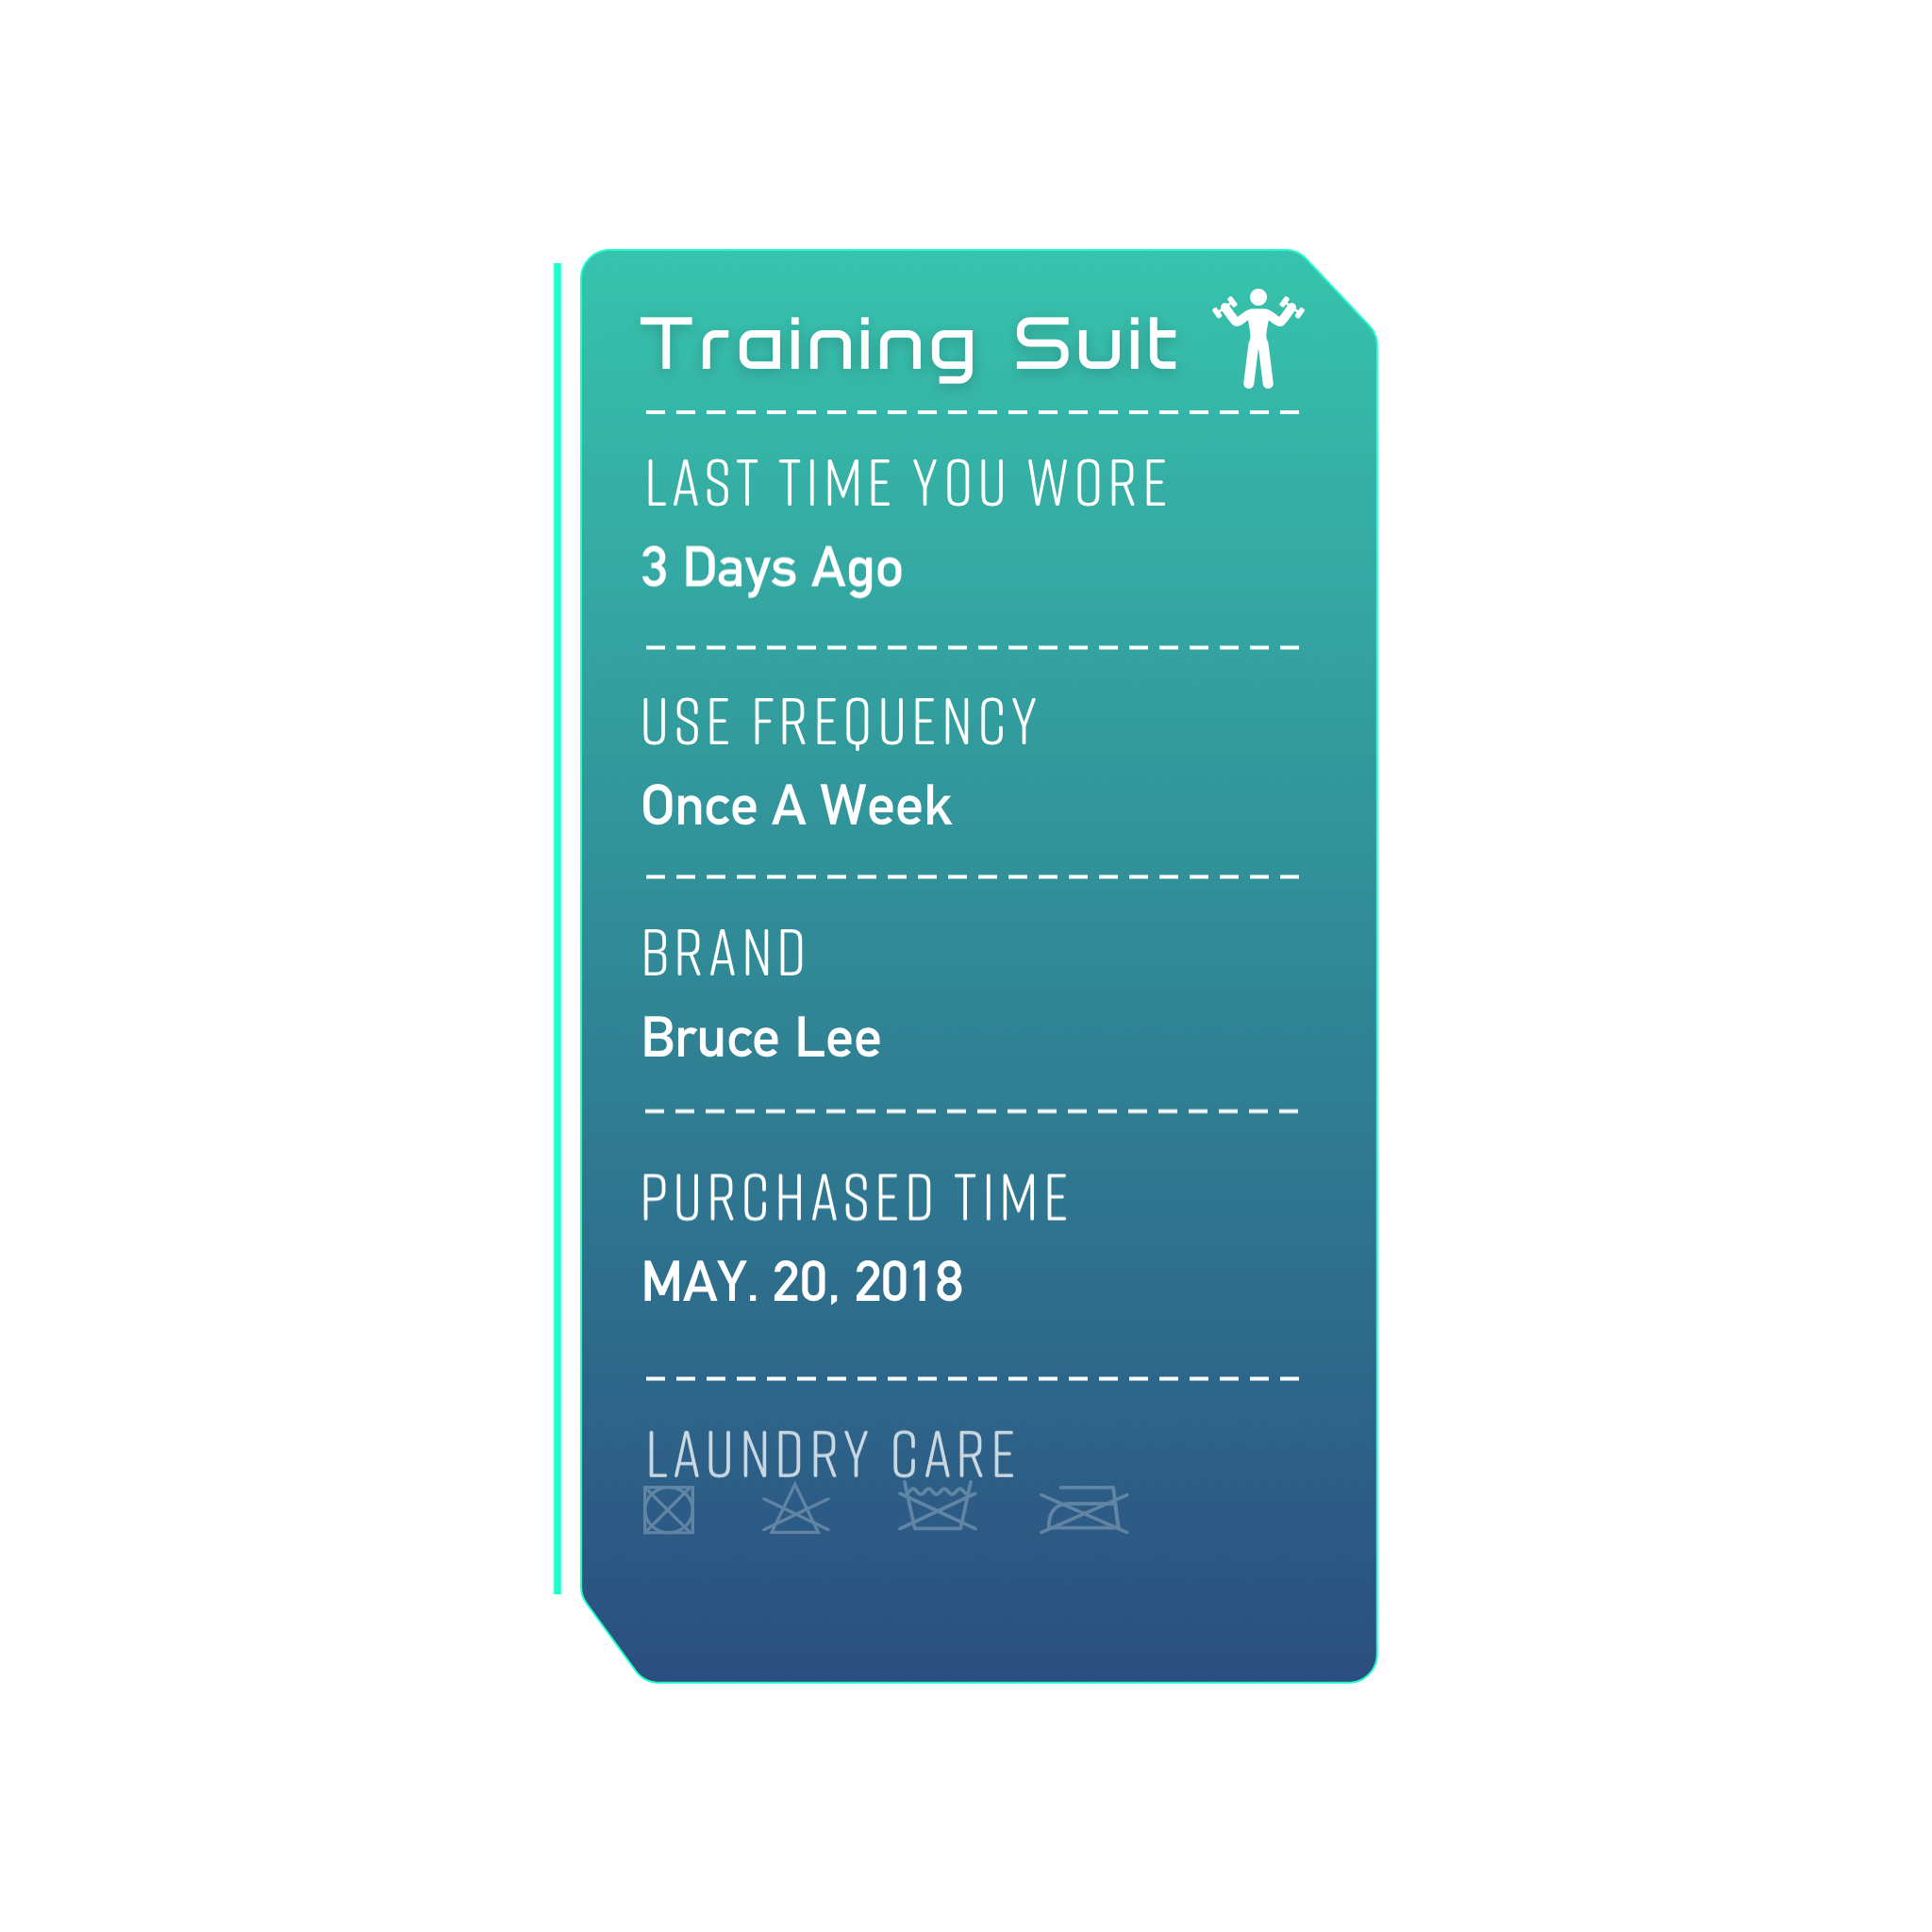 Training Suit
LAST TIME YOU WORE
3 Days Ago
USE FREQUENCY
Once A Week
BRAND
Bruce Lee
PURCHASED TIME
MAY. 20, 2018
LAUNDRY CARE